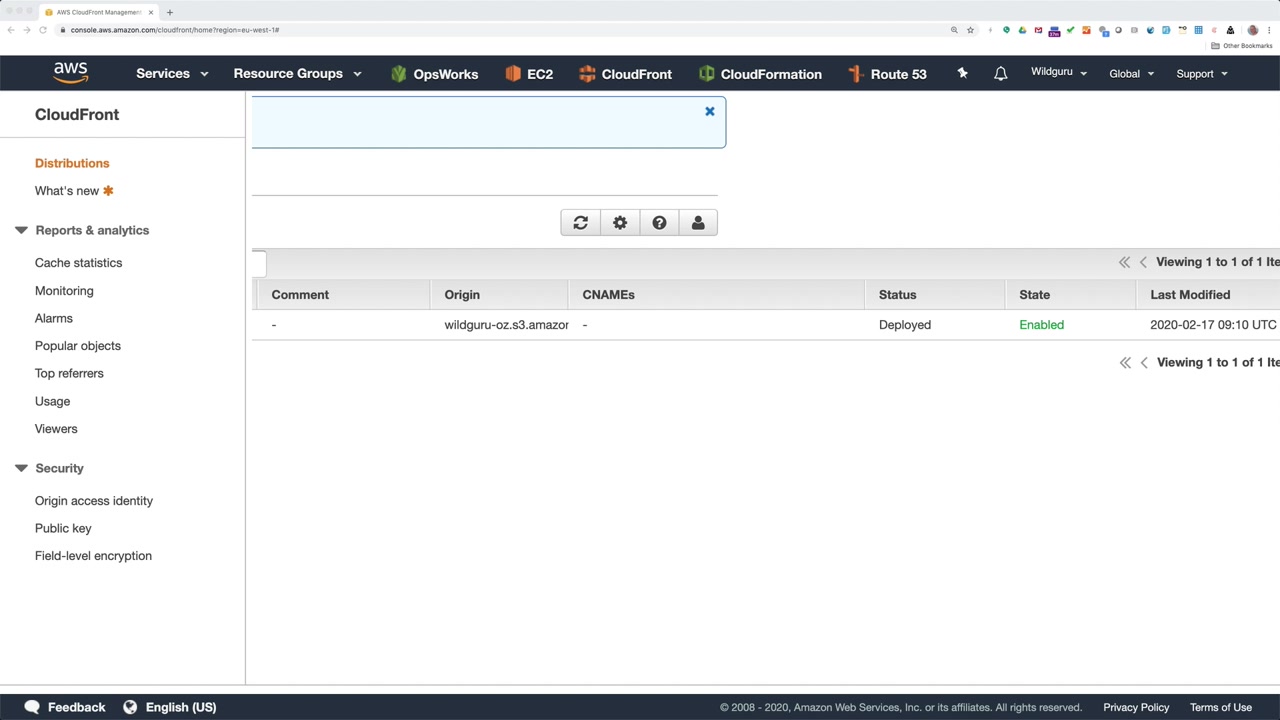 AWS CloudFront Management
console.aws.amazon.com/cloudfront/home?region=eu-west-1#
Other Bookmarks
aws
Services
Resource Groups
OpsWorks
EC2
CloudFront
CloudFormation
Route 53
Wildguru
Global
Support
CloudFront
Distributions
What's new
Reports & analytics
Cache statistics
Monitoring
Alarms
Popular objects
Top referrers
Usage
Viewers
Security
Origin access identity
Public key
Field-level encryption
Viewing 1 to 1 of 1 Ite
Comment Origin CNAMEs Status State Last Modified
- wildguru-oz.s3.amazor - Deployed Enabled 2020-02-17 09:10 UTC
Viewing 1 to 1 of 1 Ite
Feedback
English (US)
© 2008 - 2020, Amazon Web Services, Inc. or its affiliates. All rights reserved.
Privacy Policy
Terms of Use